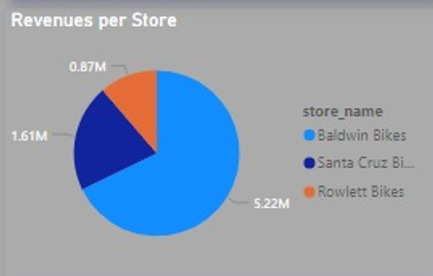 Revenues per Store
0.87M
store_name
Baldwin Bikes
1.61M
Santa Cruz Bi...
Rowlett Bikes
5.22M